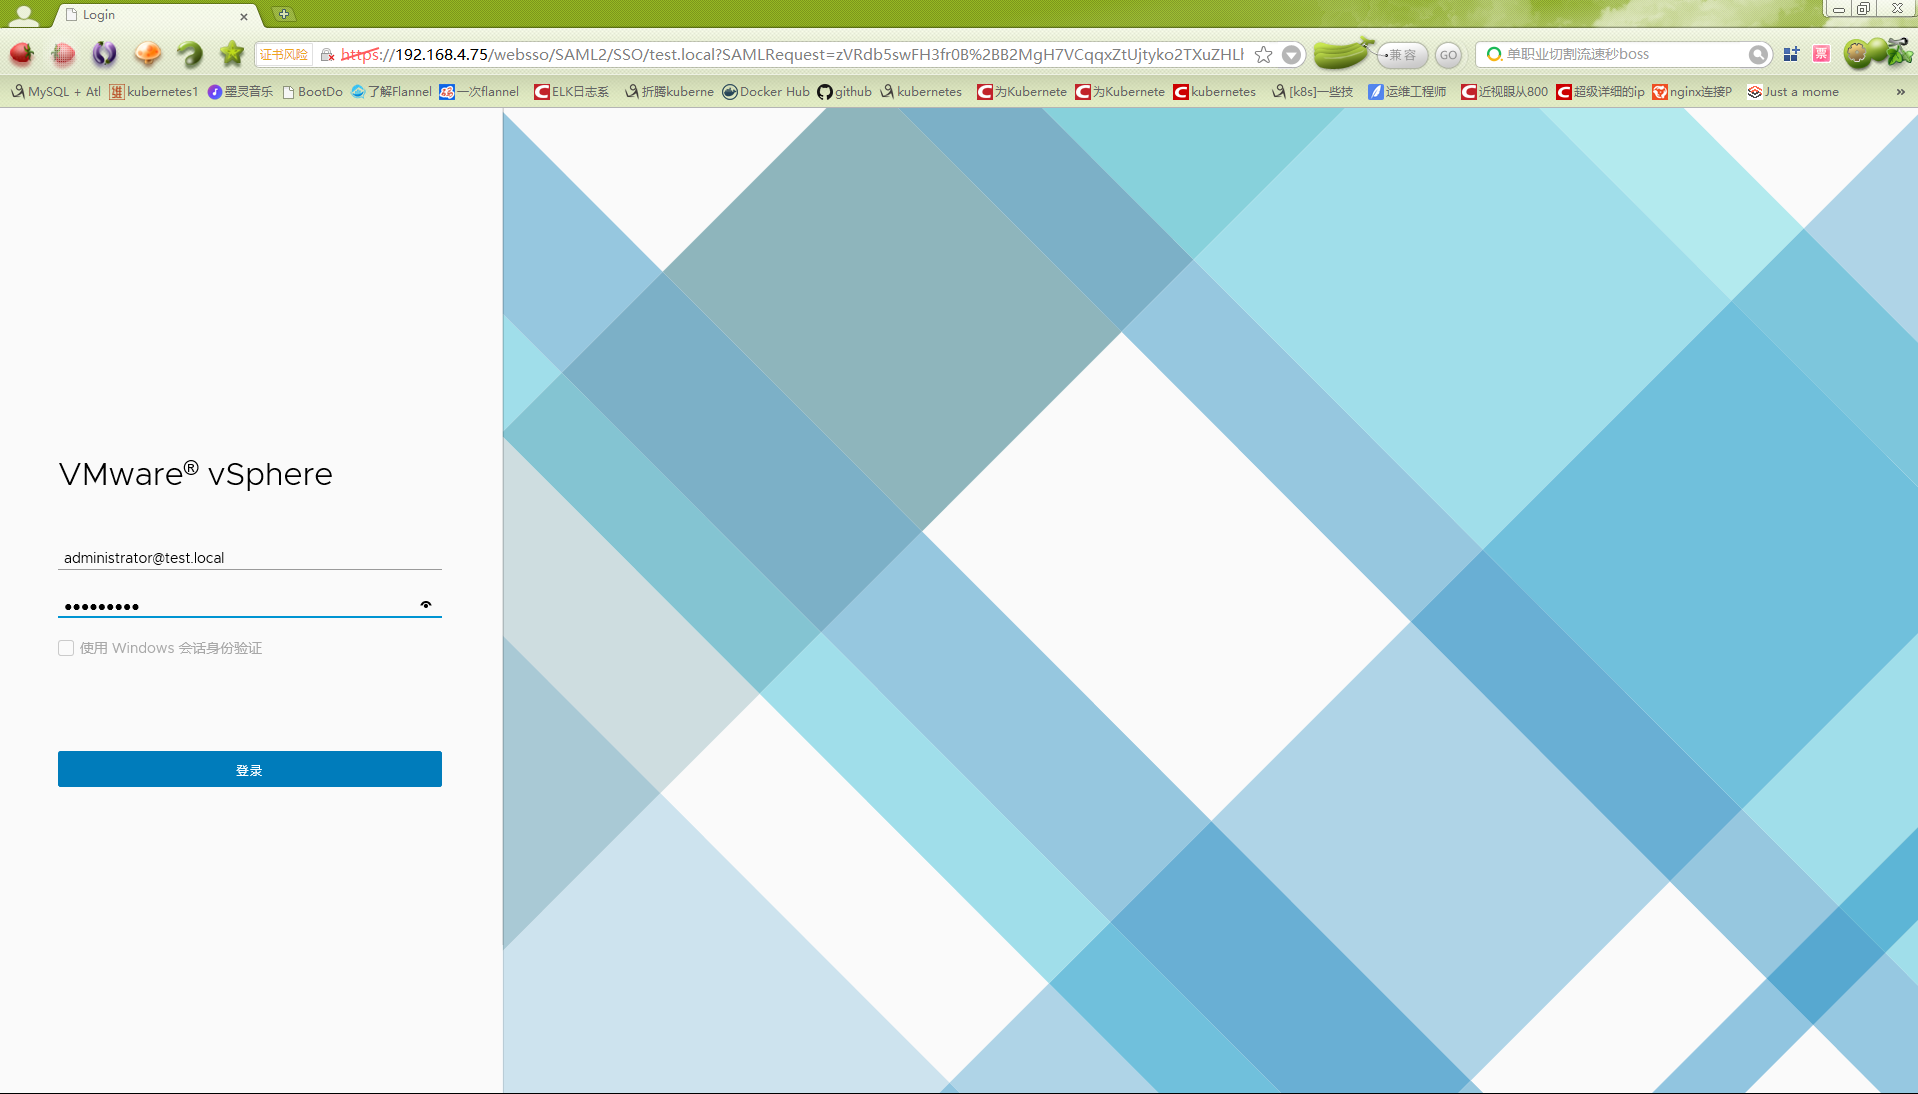 Login
证书风险 https://192.168.4.75/websso/SAML2/SSO/test.local?SAMLRequest=zVRdb5swFH3fr0B%2BB2MgH7VCqqxZtUjtyko2TXuZHLl 兼容 GO 单职业切割流速秒boss 票
MySQL + Atl kubernetes1 墨灵音乐 BootDo 了解Flannel 一次flannel ELK日志系 折腾kuberne Docker Hub github kubernetes 为Kubernete 为Kubernete kubernetes [k8s]一些技 运维工程师 近视眼从800 超级详细的ip nginx连接P Just a mome »
VMware® vSphere
administrator@test.local
使用 Windows 会话身份验证
登录